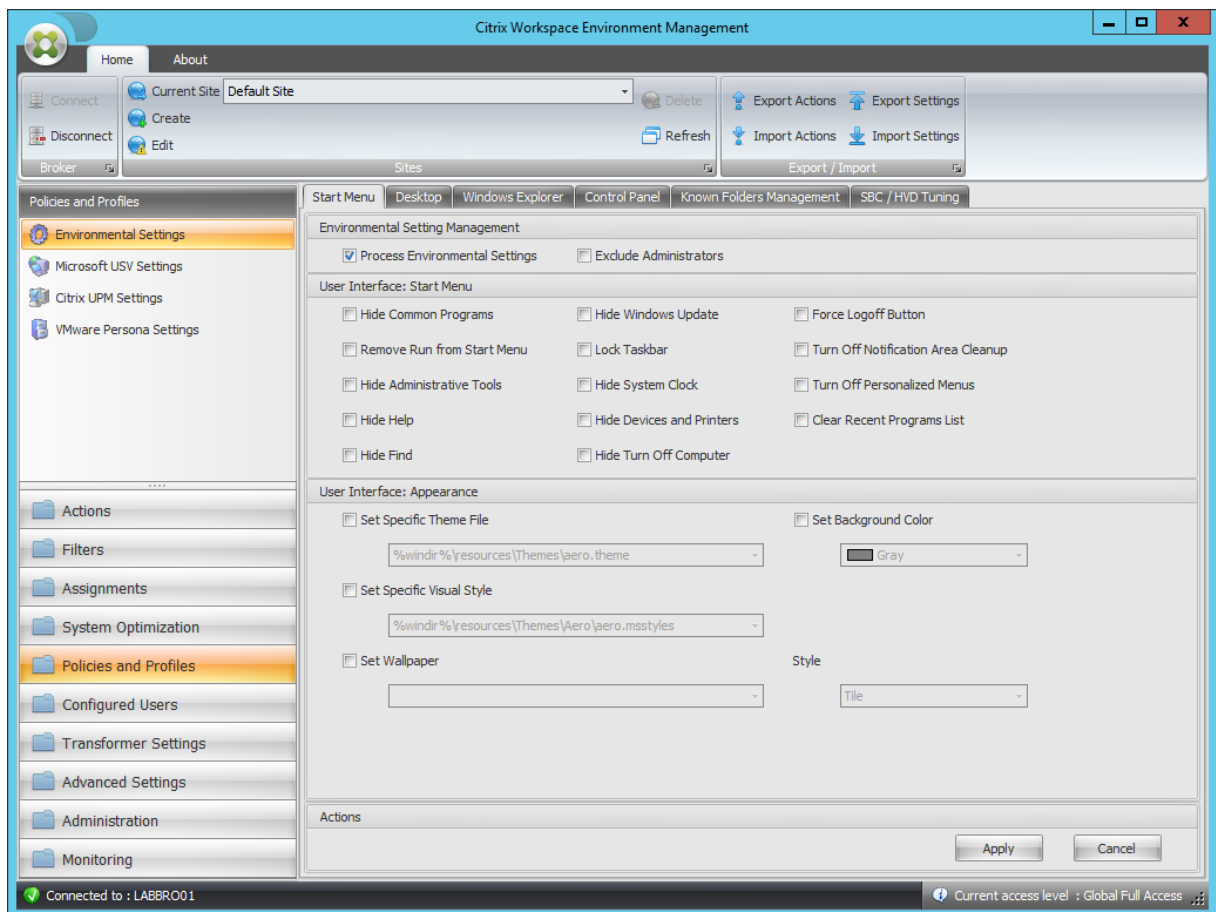 Citrix Workspace Environment Management
Home About
Connect
Disconnect
Broker
Current Site Default Site
Create
Edit
Delete
Refresh
Sites
Export Actions Export Settings
Import Actions Import Settings
Export / Import
Policies and Profiles
Environmental Settings
Microsoft USV Settings
Citrix UPM Settings
VMware Persona Settings
Actions
Filters
Assignments
System Optimization
Policies and Profiles
Configured Users
Transformer Settings
Advanced Settings
Administration
Monitoring
Start Menu Desktop Windows Explorer Control Panel Known Folders Management SBC / HVD Tuning
Environmental Setting Management
Process Environmental Settings Exclude Administrators
User Interface: Start Menu
Hide Common Programs Hide Windows Update Force Logoff Button
Remove Run from Start Menu Lock Taskbar Turn Off Notification Area Cleanup
Hide Administrative Tools Hide System Clock Turn Off Personalized Menus
Hide Help Hide Devices and Printers Clear Recent Programs List
Hide Find Hide Turn Off Computer
User Interface: Appearance
Set Specific Theme File Set Background Color
%windir%\resources\Themes\aero.theme Gray
Set Specific Visual Style
%windir%\resources\Themes\Aero\aero.msstyles
Set Wallpaper Style
Tile
Actions
Apply Cancel
Connected to : LABBRO01 Current access level : Global Full Access